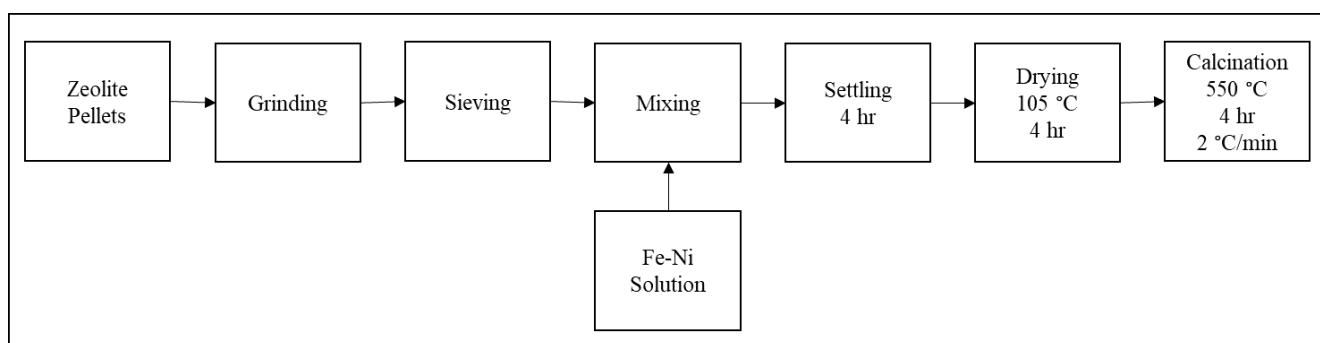 Zeolite
Pellets
Grinding
Sieving
Mixing
Settling
4 hr
Drying
105 °C
4 hr
Calcination
550 °C
4 hr
2 °C/min
Fe-Ni
Solution